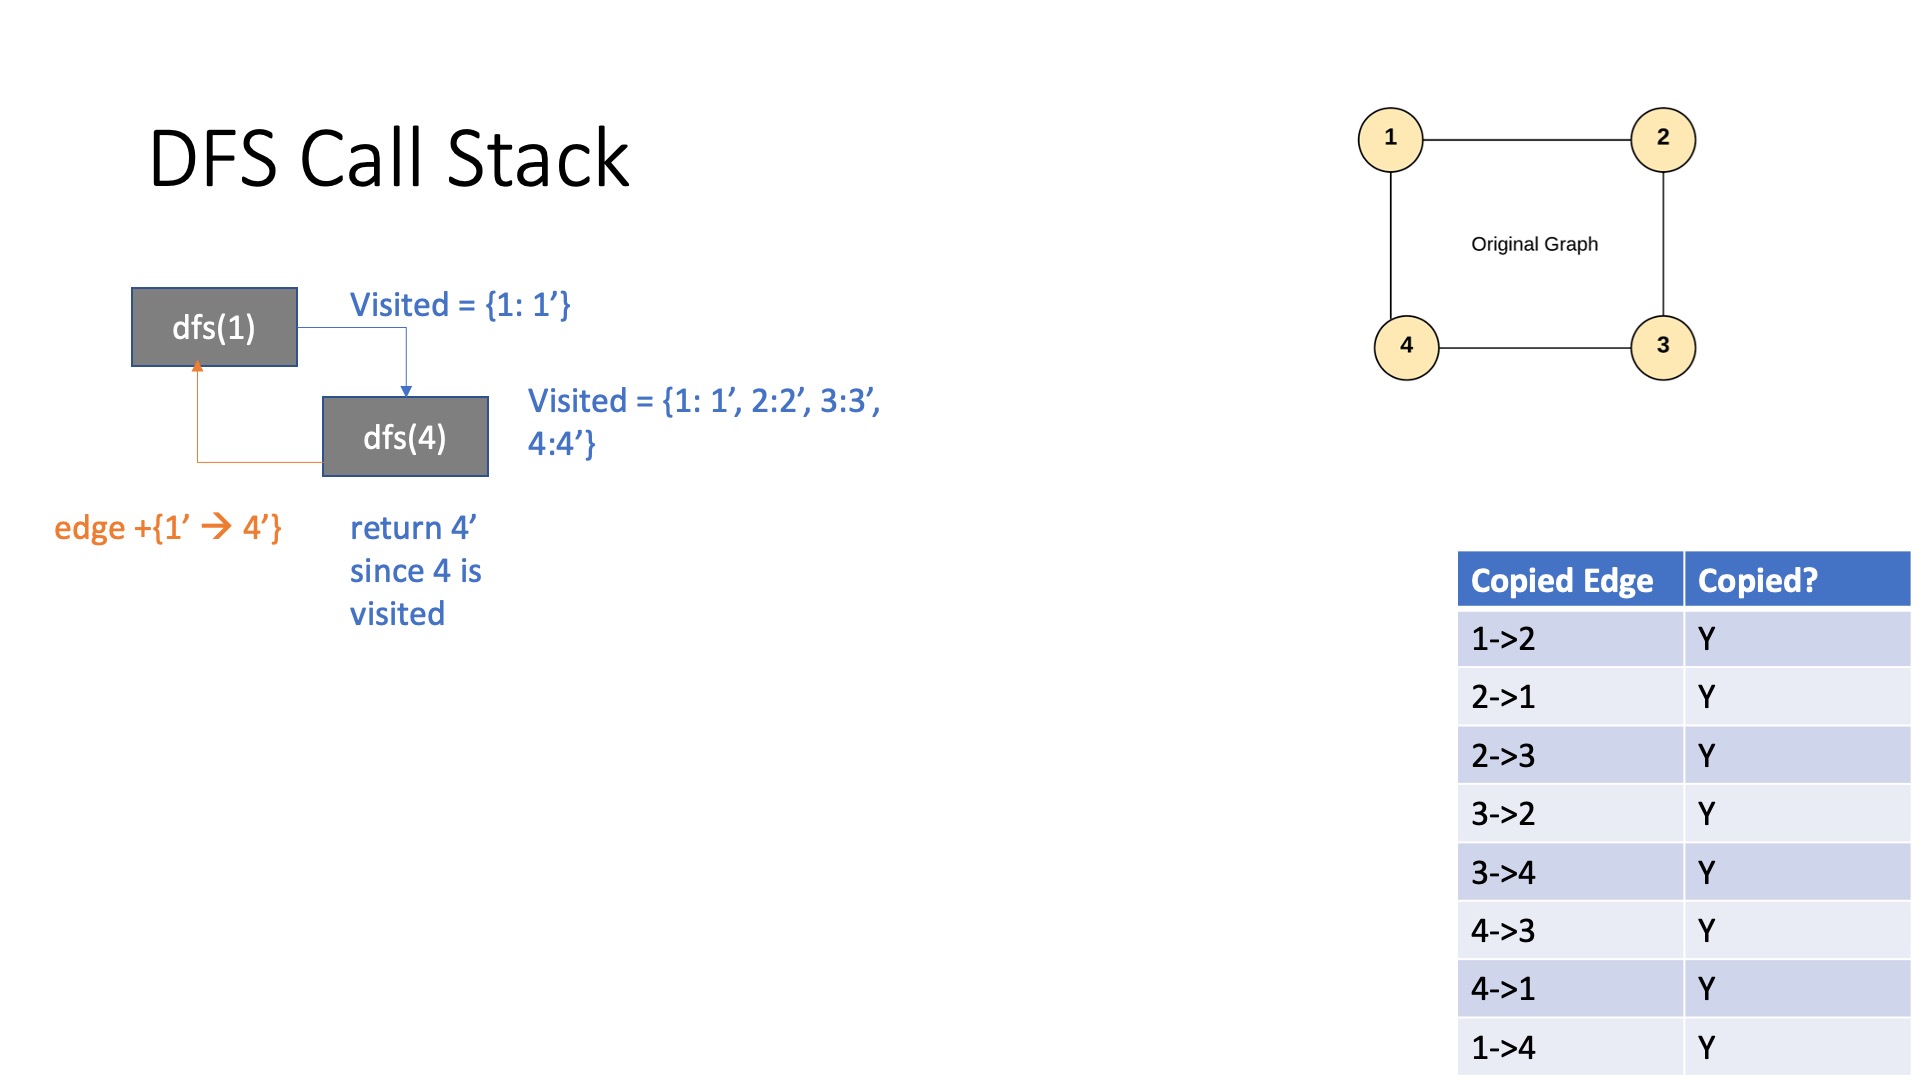 DFS Call Stack
dfs(1)
Visited = {1: 1’}
dfs(4)
Visited = {1: 1’, 2:2’, 3:3’,
4:4’}
edge +{1’ → 4’}
return 4’
since 4 is
visited
1
2
Original Graph
4
3
Copied Edge Copied?
1->2 Y
2->1 Y
2->3 Y
3->2 Y
3->4 Y
4->3 Y
4->1 Y
1->4 Y